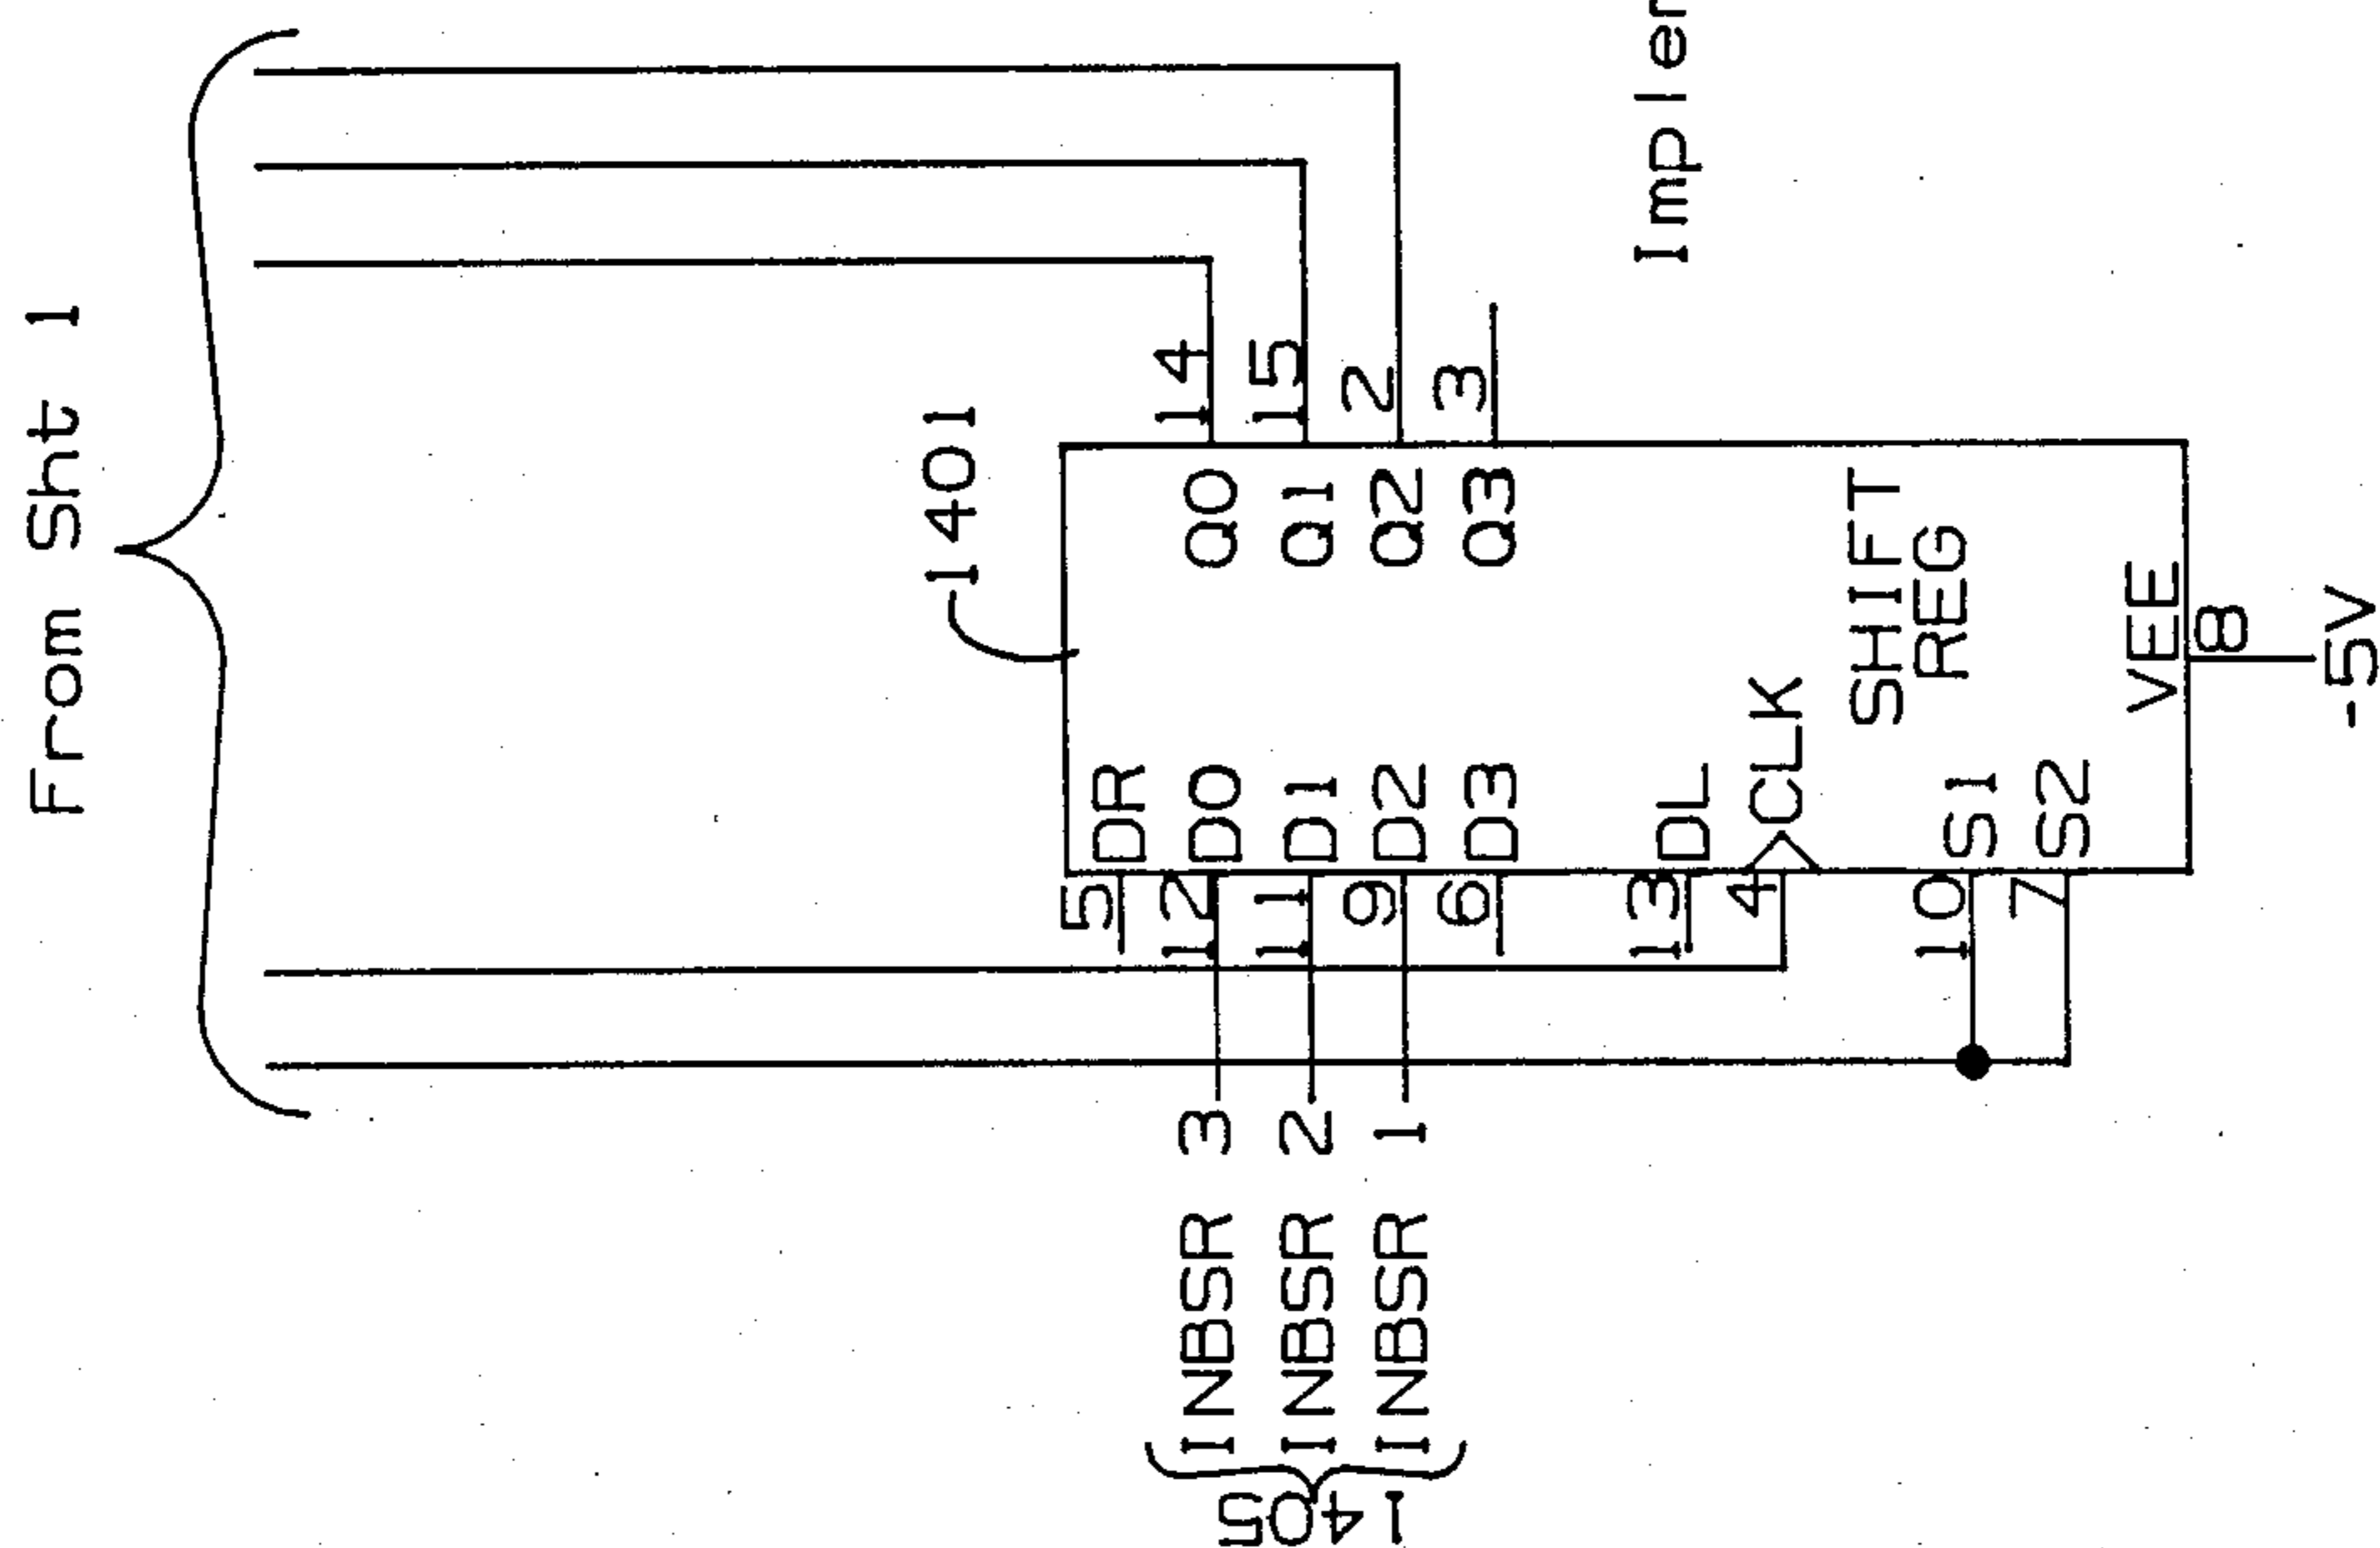 From Sht 1
1401
14
15
2
3
Q0
Q1
Q2
Q3
SHIFT
REG
VEE
8
-5V
DR
D0
D1
D2
D3
DL
CLK
S1
S2
5
12
11
9
6
13
4
10
7
INBSR 3
INBSR 2
INBSR 1
1405